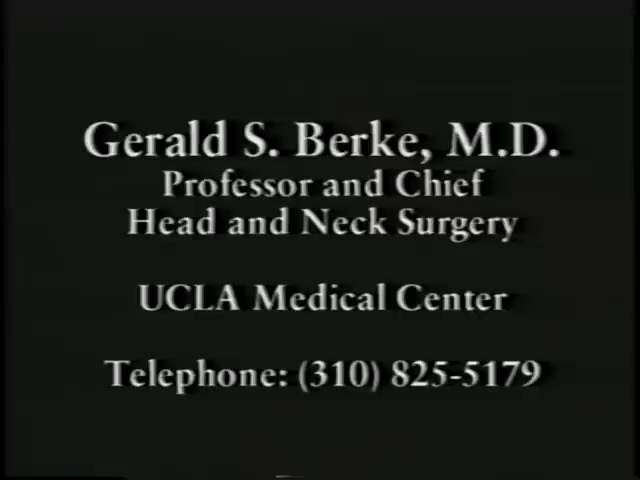 Gerald S. Berke, M.D.
Professor and Chief
Head and Neck Surgery
UCLA Medical Center
Telephone: (310) 825-5179